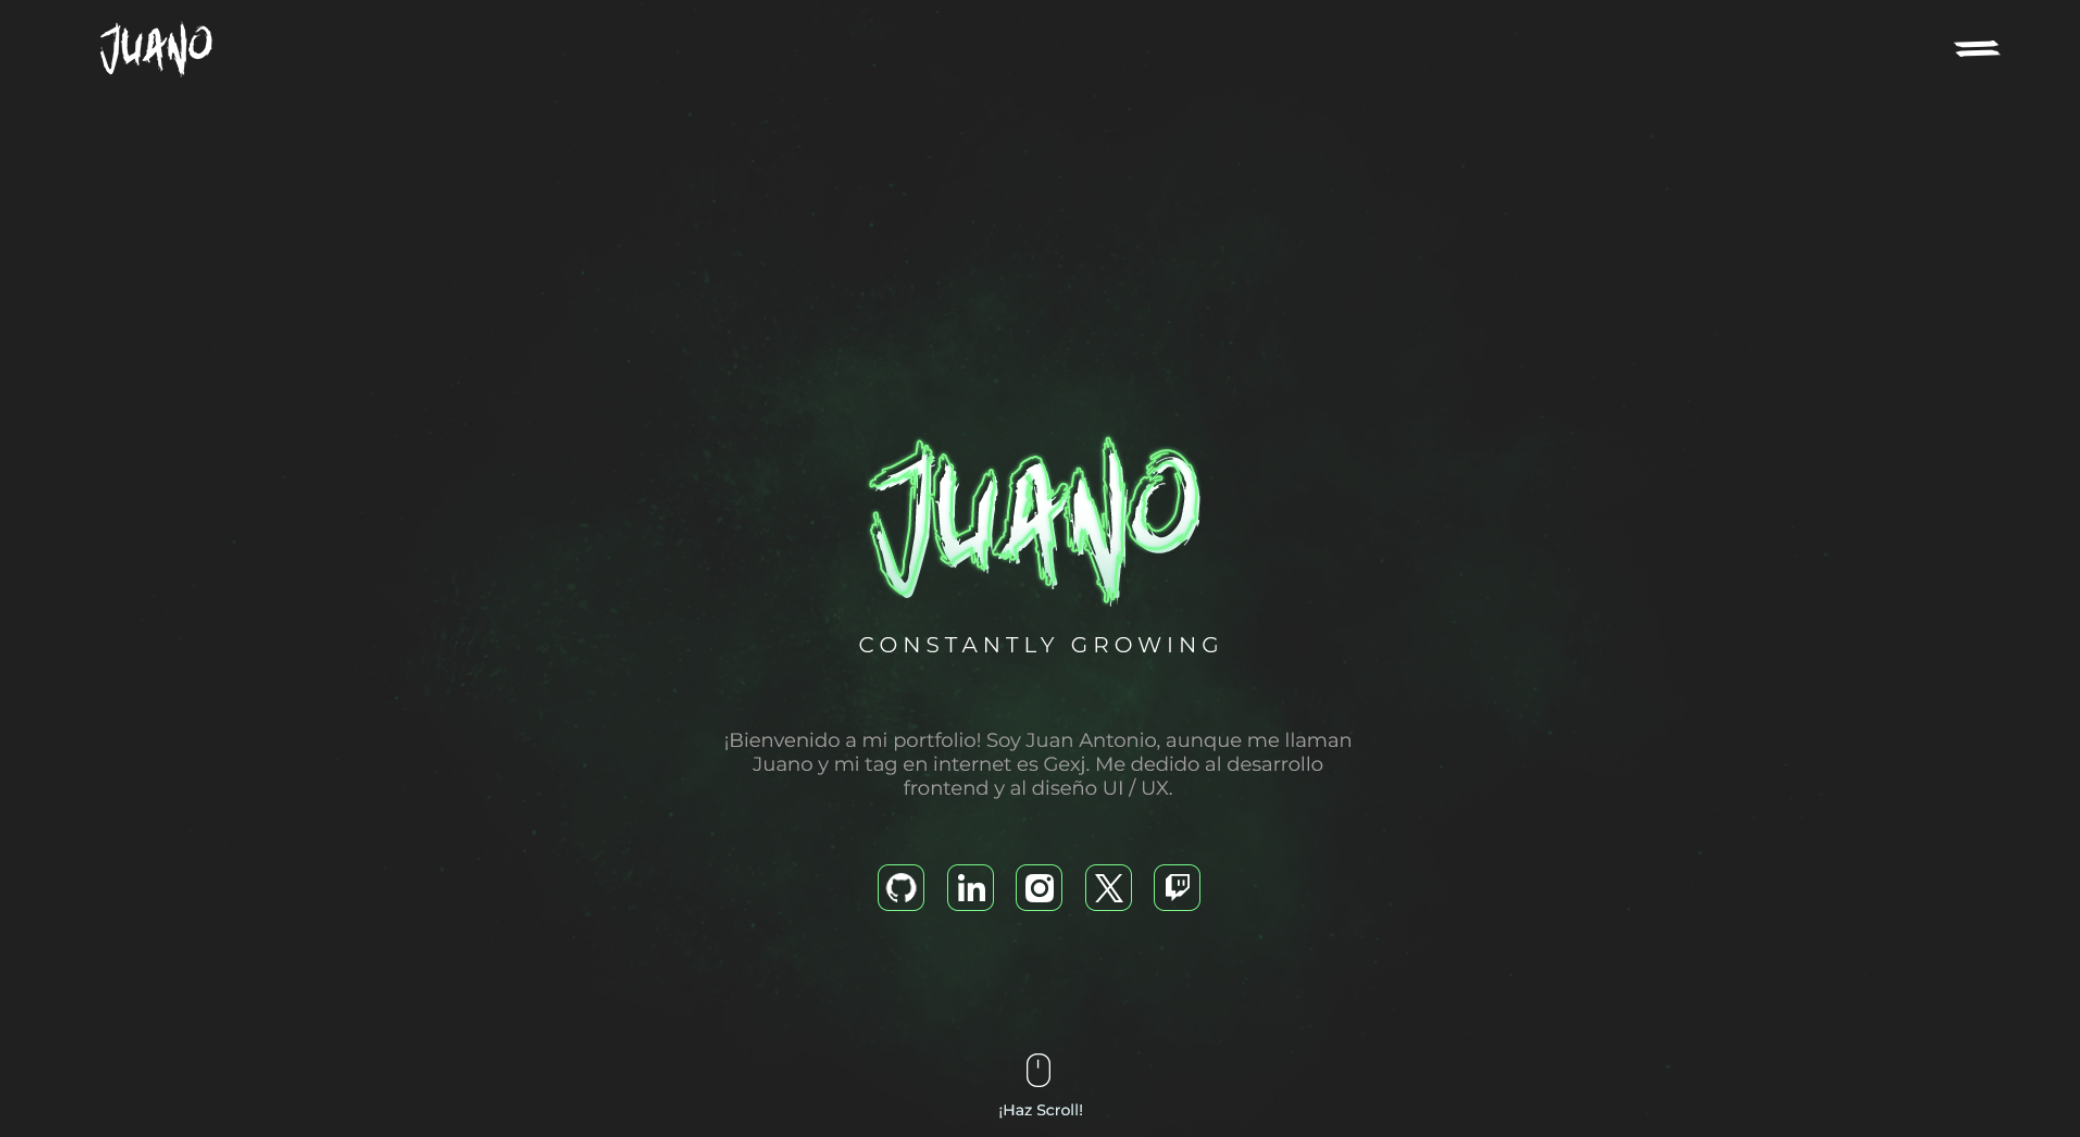 JUANO
JUANO
CONSTANTLY GROWING
¡Bienvenido a mi portfolio! Soy Juan Antonio, aunque me llaman
Juano y mi tag en internet es Gexj. Me dedido al desarrollo
frontend y al diseño UI / UX.
¡Haz Scroll!